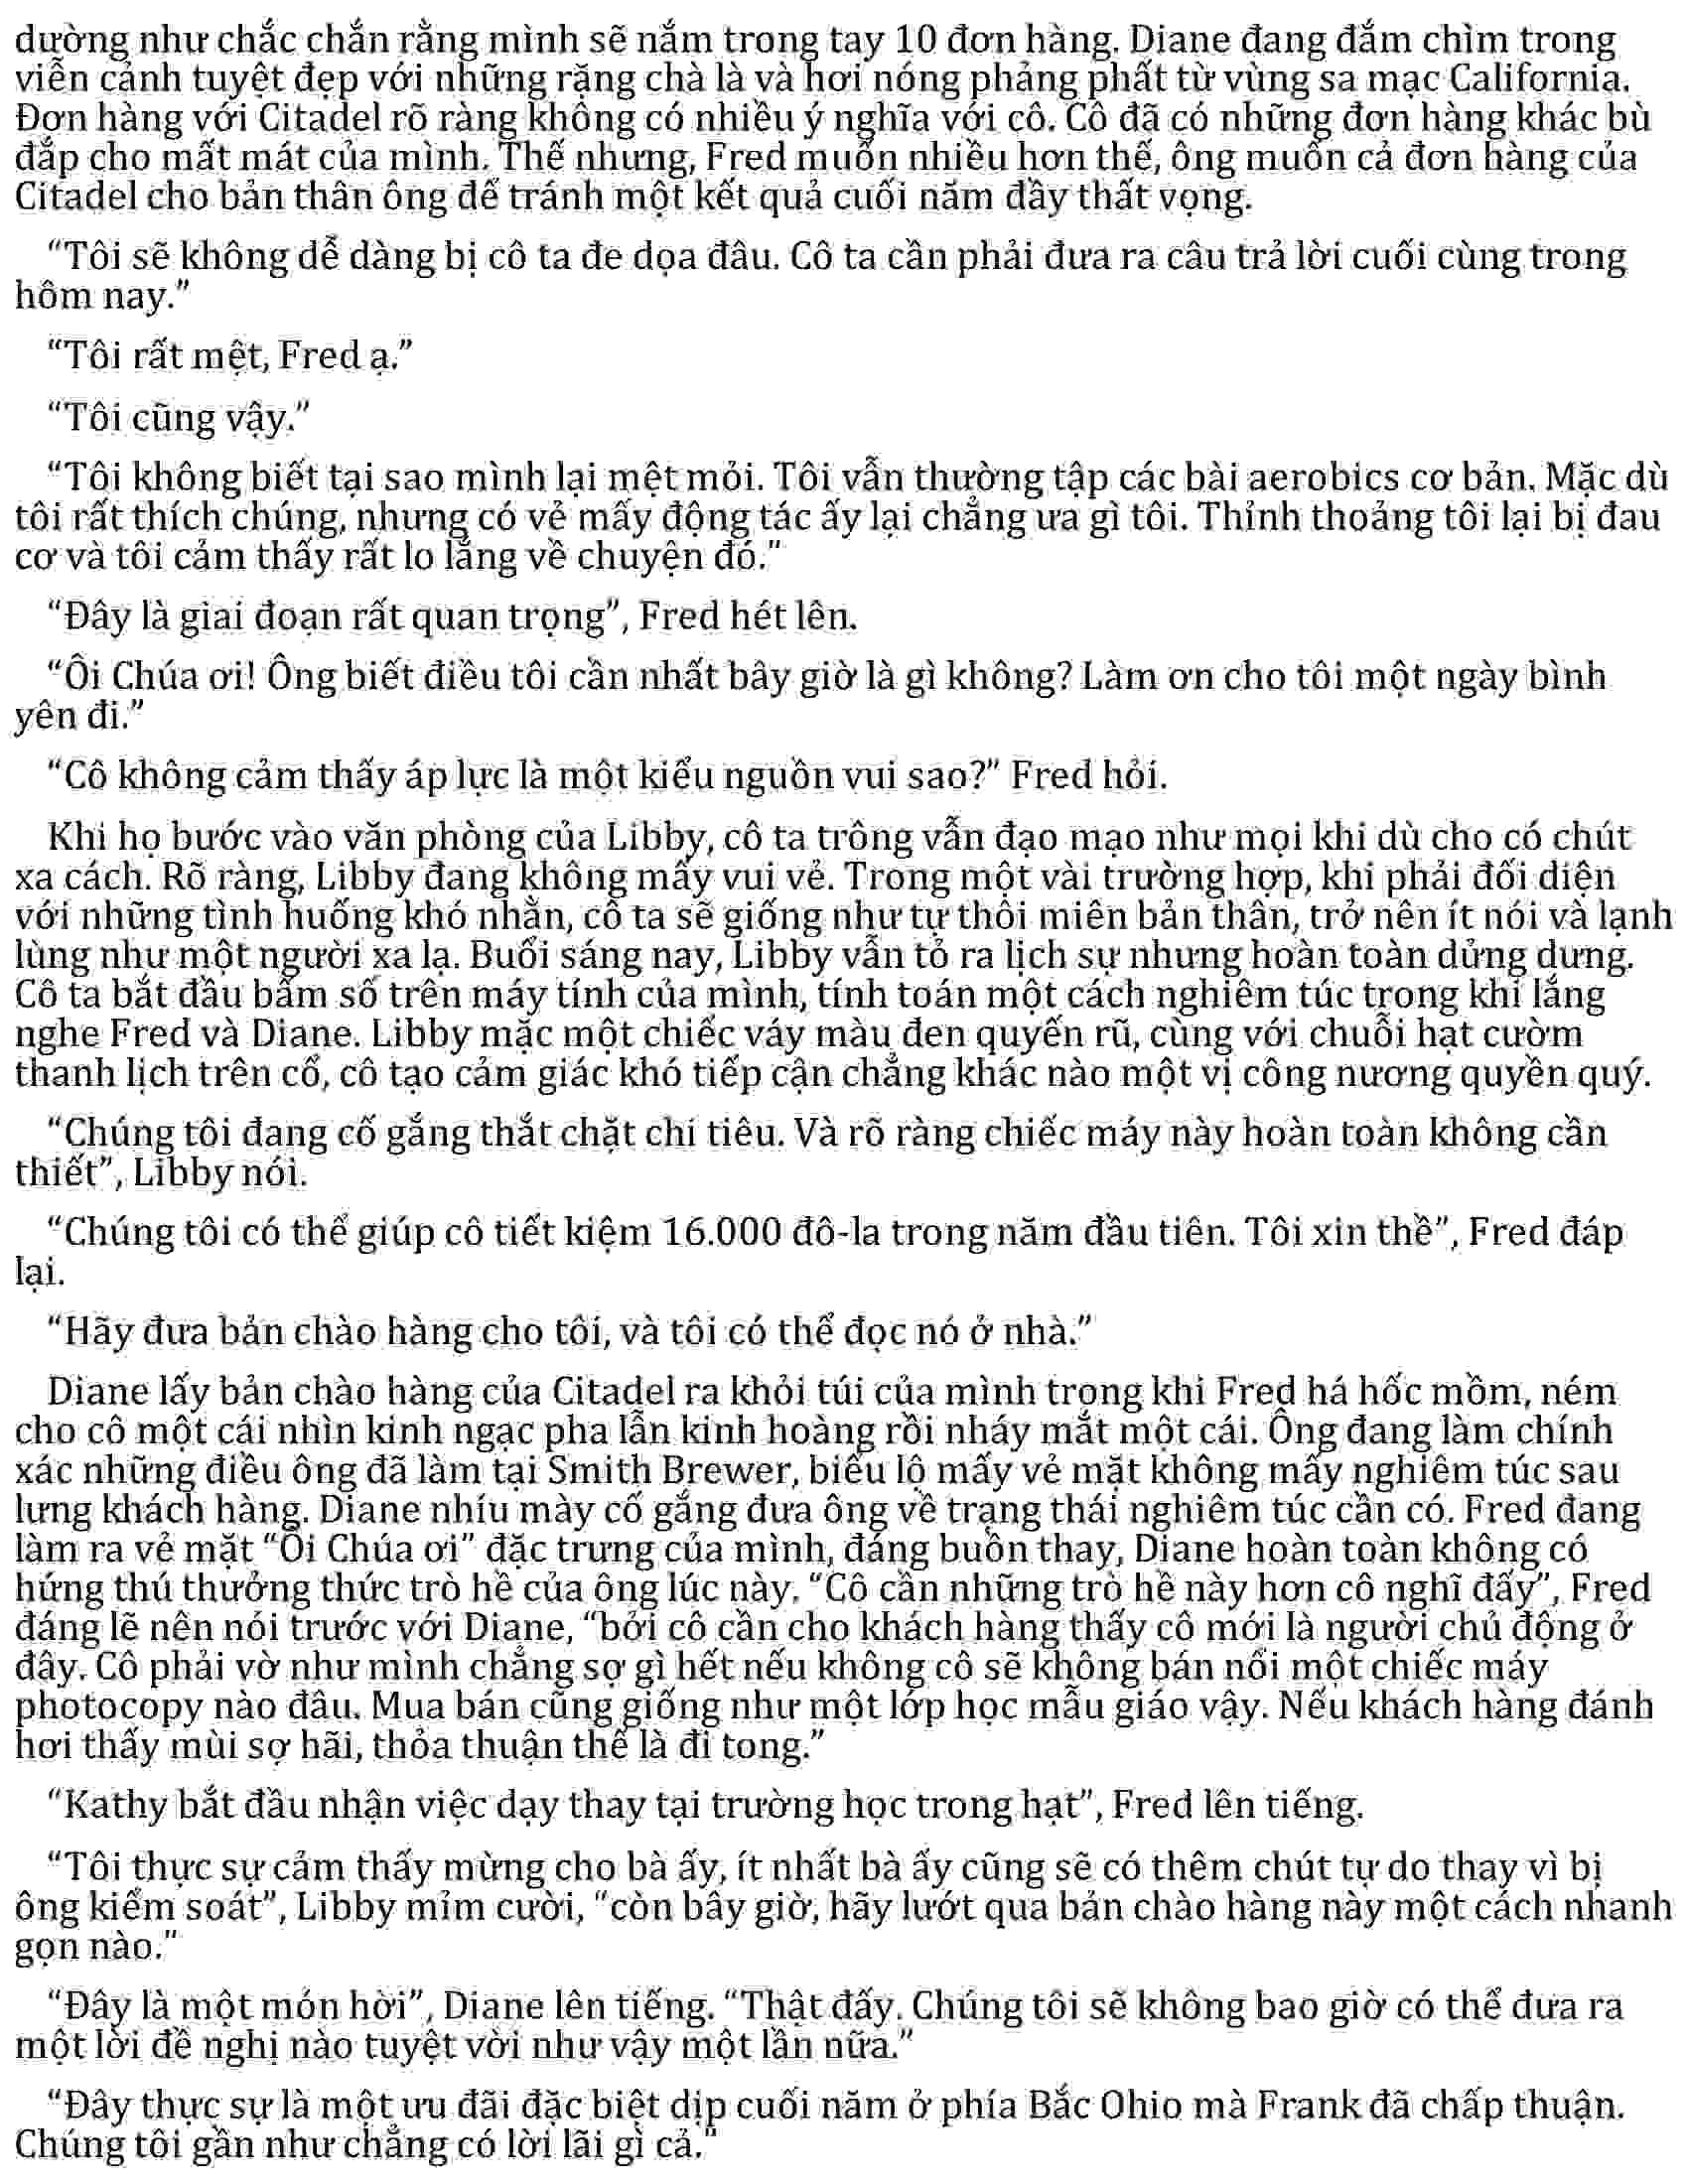 dường như chắc chắn rằng mình sẽ nắm trong tay 10 đơn hàng. Diane đang đắm chìm trong
viễn cảnh tuyệt đẹp với những rặng chà là và hơi nóng phảng phất từ vùng sa mạc California.
Đơn hàng với Citadel rõ ràng không có nhiều ý nghĩa với cô. Cô đã có những đơn hàng khác bù
đắp cho mất mát của mình. Thế nhưng, Fred muốn nhiều hơn thế, ông muốn cả đơn hàng của
Citadel cho bản thân ông để tránh một kết quả cuối năm đầy thất vọng.
“Tôi sẽ không dễ dàng bị cô ta đe dọa đâu. Cô ta cần phải đưa ra câu trả lời cuối cùng trong
hôm nay.”
“Tôi rất mệt, Fred ạ.”
“Tôi cũng vậy.”
“Tôi không biết tại sao mình lại mệt mỏi. Tôi vẫn thường tập các bài aerobics cơ bản. Mặc dù
tôi rất thích chúng, nhưng có vẻ mấy động tác ấy lại chẳng ưa gì tôi. Thỉnh thoảng tôi lại bị đau
cơ và tôi cảm thấy rất lo lắng về chuyện đó.”
“Đây là giai đoạn rất quan trọng”, Fred hét lên.
“Ôi Chúa ơi! Ông biết điều tôi cần nhất bây giờ là gì không? Làm ơn cho tôi một ngày bình
yên đi.”
“Cô không cảm thấy áp lực là một kiểu nguồn vui sao?” Fred hỏi.
Khi họ bước vào văn phòng của Libby, cô ta trông vẫn đạo mạo như mọi khi dù cho có chút
xa cách. Rõ ràng, Libby đang không mấy vui vẻ. Trong một vài trường hợp, khi phải đối diện
với những tình huống khó nhằn, cô ta sẽ giống như tự thôi miên bản thân, trở nên ít nói và lạnh
lùng như một người xa lạ. Buổi sáng nay, Libby vẫn tỏ ra lịch sự nhưng hoàn toàn dửng dưng.
Cô ta bắt đầu bấm số trên máy tính của mình, tính toán một cách nghiêm túc trong khi lắng
nghe Fred và Diane. Libby mặc một chiếc váy màu đen quyến rũ, cùng với chuỗi hạt cườm
thanh lịch trên cổ, cô tạo cảm giác khó tiếp cận chẳng khác nào một vị công nương quyền quý.
“Chúng tôi đang cố gắng thắt chặt chi tiêu. Và rõ ràng chiếc máy này hoàn toàn không cần
thiết”, Libby nói.
“Chúng tôi có thể giúp cô tiết kiệm 16.000 đô-la trong năm đầu tiên. Tôi xin thề”, Fred đáp
lại.
“Hãy đưa bản chào hàng cho tôi, và tôi có thể đọc nó ở nhà.”
Diane lấy bản chào hàng của Citadel ra khỏi túi của mình trong khi Fred há hốc mồm, ném
cho cô một cái nhìn kinh ngạc pha lẫn kinh hoàng rồi nháy mắt một cái. Ông đang làm chính
xác những điều ông đã làm tại Smith Brewer, biểu lộ mấy vẻ mặt không mấy nghiêm túc sau
lưng khách hàng. Diane nhíu mày cố gắng đưa ông về trạng thái nghiêm túc cần có. Fred đang
làm ra vẻ mặt “Ôi Chúa ơi” đặc trưng của mình, đáng buồn thay, Diane hoàn toàn không có
hứng thú thưởng thức trò hề của ông lúc này. “Cô cần những trò hề này hơn cô nghĩ đấy”, Fred
đáng lẽ nên nói trước với Diane, “bởi cô cần cho khách hàng thấy cô mới là người chủ động ở
đây. Cô phải vờ như mình chẳng sợ gì hết nếu không cô sẽ không bán nổi một chiếc máy
photocopy nào đâu. Mua bán cũng giống như một lớp học mẫu giáo vậy. Nếu khách hàng đánh
hơi thấy mùi sợ hãi, thỏa thuận thế là đi tong.”
“Kathy bắt đầu nhận việc dạy thay tại trường học trong hạt”, Fred lên tiếng.
“Tôi thực sự cảm thấy mừng cho bà ấy, ít nhất bà ấy cũng sẽ có thêm chút tự do thay vì bị
ông kiểm soát”, Libby mỉm cười, “còn bây giờ, hãy lướt qua bản chào hàng này một cách nhanh
gọn nào.”
“Đây là một món hời”, Diane lên tiếng. “Thật đấy. Chúng tôi sẽ không bao giờ có thể đưa ra
một lời đề nghị nào tuyệt vời như vậy một lần nữa.”
“Đây thực sự là một ưu đãi đặc biệt dịp cuối năm ở phía Bắc Ohio mà Frank đã chấp thuận.
Chúng tôi gần như chẳng có lời lãi gì cả.”